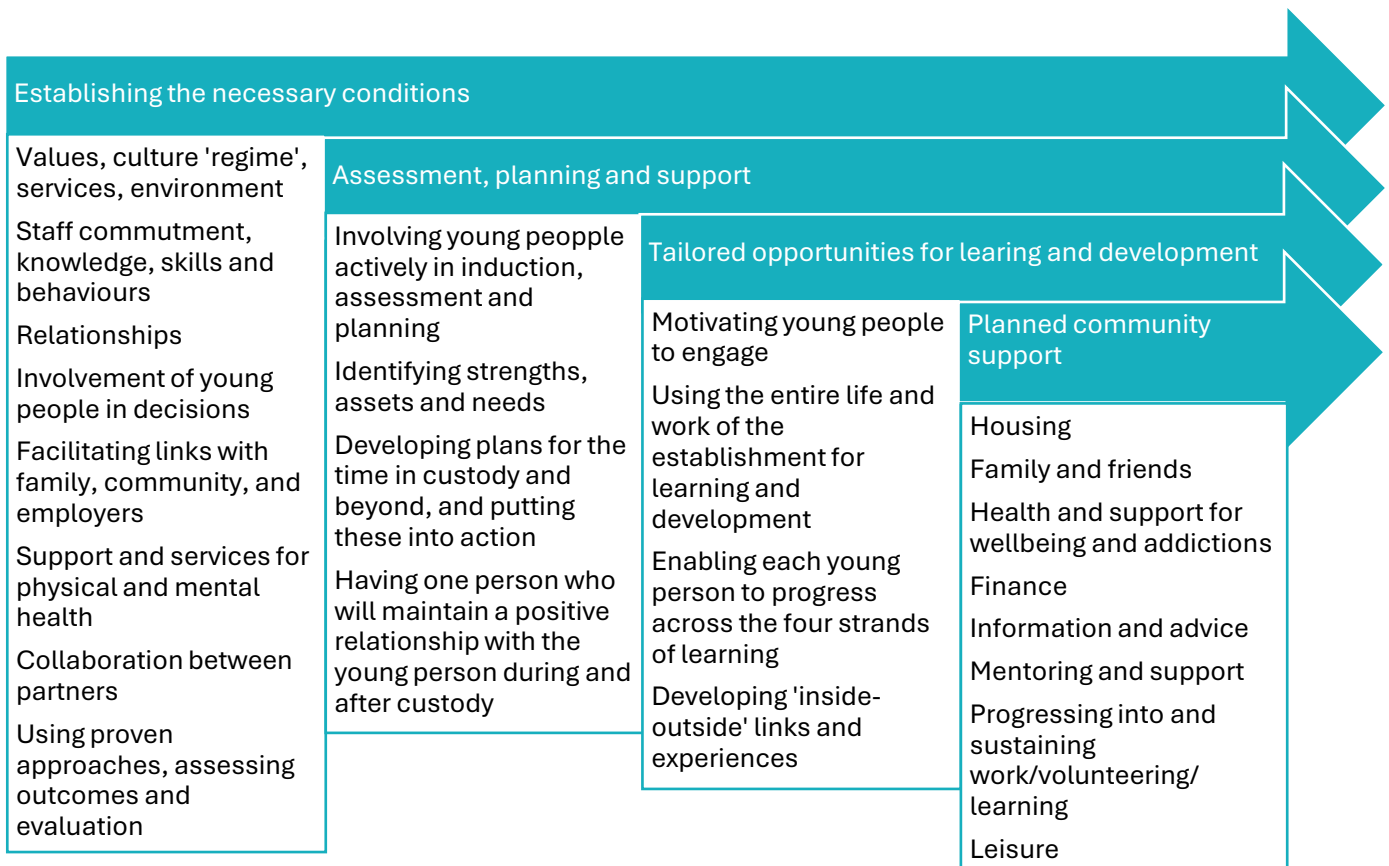 Establishing the necessary conditions
Values, culture 'regime',
services, environment
Staff commutment,
knowledge, skills and
behaviours
Relationships
Involvement of young
people in decisions
Facilitating links with
family, community, and
employers
Support and services for
physical and mental
health
Collaboration between
partners
Using proven
approaches, assessing
outcomes and
evaluation
Assessment, planning and support
Involving young peopple
actively in induction,
assessment and
planning
Identifying strengths,
assets and needs
Developing plans for the
time in custody and
beyond, and putting
these into action
Having one person who
will maintain a positive
relationship with the
young person during and
after custody
Tailored opportunities for learing and development
Motivating young people
to engage
Using the entire life and
work of the
establishment for
learning and
development
Enabling each young
person to progress
across the four strands
of learning
Developing 'inside-
outside' links and
experiences
Planned community
support
Housing
Family and friends
Health and support for
wellbeing and addictions
Finance
Information and advice
Mentoring and support
Progressing into and
sustaining
work/volunteering/
learning
Leisure